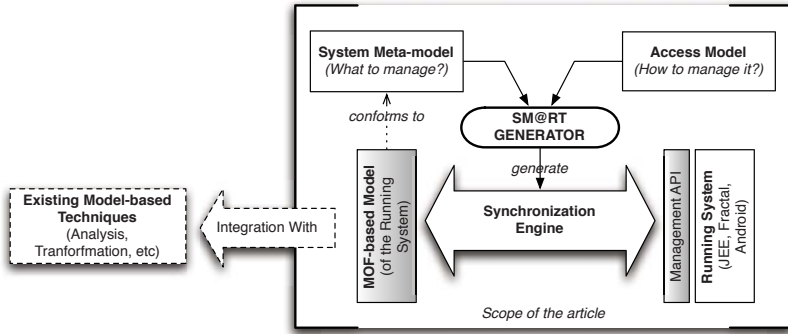 System Meta-model
(What to manage?)
Access Model
(How to manage it?)
conforms to
SM@RT
GENERATOR
generate
Existing Model-based
Techniques
(Analysis,
Tranformation, etc)
Integration With
MOF-based Model
(of the Running
System)
Synchronization
Engine
Management API
Running System
(JEE, Fractal,
Android)
Scope of the article